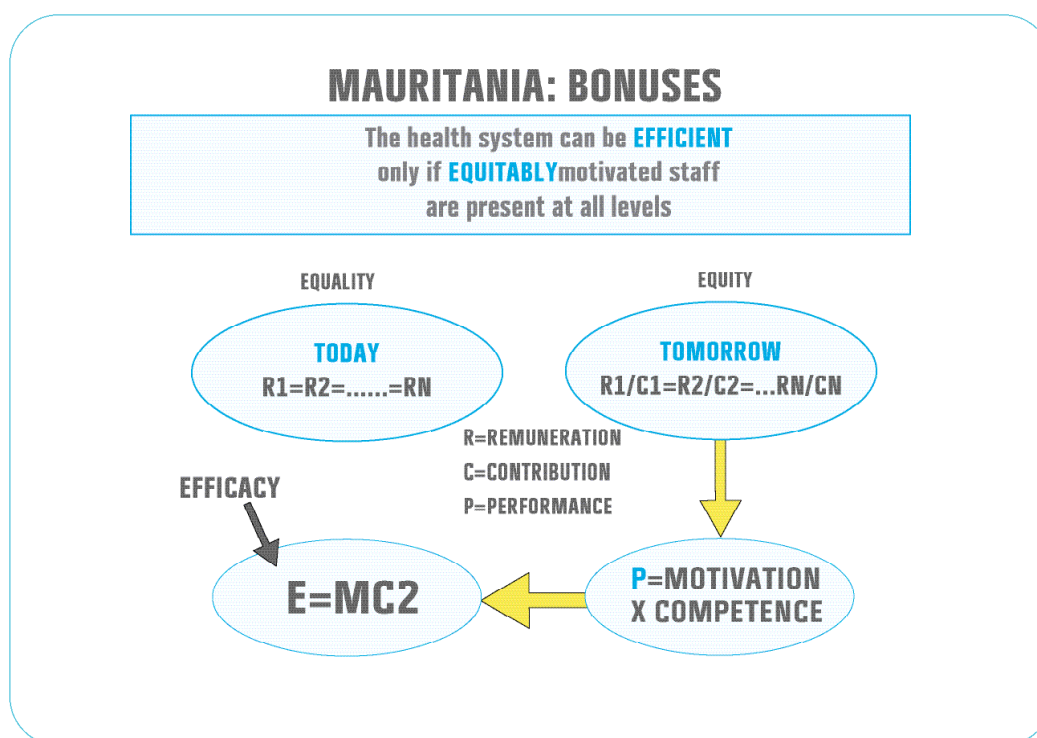 MAURITANIA: BONUSES
The health system can be EFFICIENT
only if EQUITABLYmotivated staff
are present at all levels
EQUALITY
EQUITY
TODAY
R1=R2=......=RN
TOMORROW
R1/C1=R2/C2=...RN/CN
R=REMUNERATION
C=CONTRIBUTION
P=PERFORMANCE
EFFICACY
E=MC2
P=MOTIVATION
X COMPETENCE